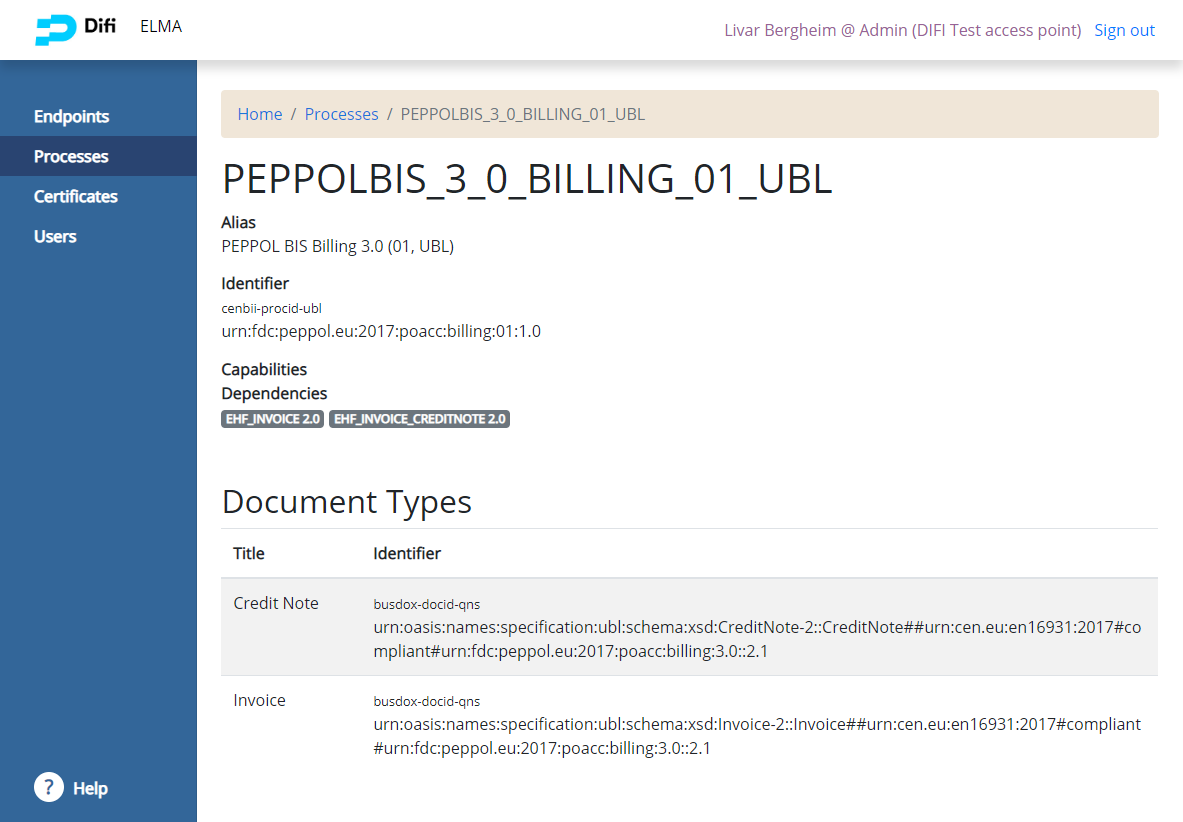 Difi ELMA
Livar Bergheim @ Admin (DIFI Test access point) Sign out
Endpoints
Processes
Certificates
Users
? Help
Home / Processes / PEPPOLBIS_3_0_BILLING_01_UBL
PEPPOLBIS_3_0_BILLING_01_UBL
Alias
PEPPOL BIS Billing 3.0 (01, UBL)
Identifier
cenbii-procid-ubl
urn:fdc:peppol.eu:2017:poacc:billing:01:1.0
Capabilities
Dependencies
EHF_INVOICE 2.0 EHF_INVOICE_CREDITNOTE 2.0
Document Types
Title Identifier
Credit Note busdox-docid-qns
urn:oasis:names:specification:ubl:schema:xsd:CreditNote-2::CreditNote##urn:cen.eu:en16931:2017#co
mpliant#urn:fdc:peppol.eu:2017:poacc:billing:3.0::2.1
Invoice busdox-docid-qns
urn:oasis:names:specification:ubl:schema:xsd:Invoice-2::Invoice##urn:cen.eu:en16931:2017#compliant
#urn:fdc:peppol.eu:2017:poacc:billing:3.0::2.1